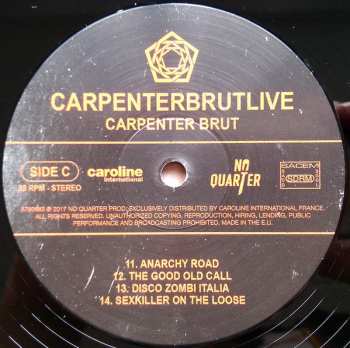 CARPENTERBRUTLIVE
CARPENTER BRUT
SIDE C
33 RPM - STEREO
caroline
international
NO
QUARTER
SACEM
SDRM
℗ & © 2017 NO QUARTER PROD, EXCLUSIVELY DISTRIBUTED BY CAROLINE INTERNATIONAL FRANCE.
ALL RIGHTS RESERVED. UNAUTHORIZED COPYING, REPRODUCTION, HIRING, LENDING, PUBLIC
PERFORMANCE AND BROADCASTING PROHIBITED. MADE IN THE E.U.
11. ANARCHY ROAD
12. THE GOOD OLD CALL
13. DISCO ZOMBI ITALIA
14. SEXKILLER ON THE LOOSE